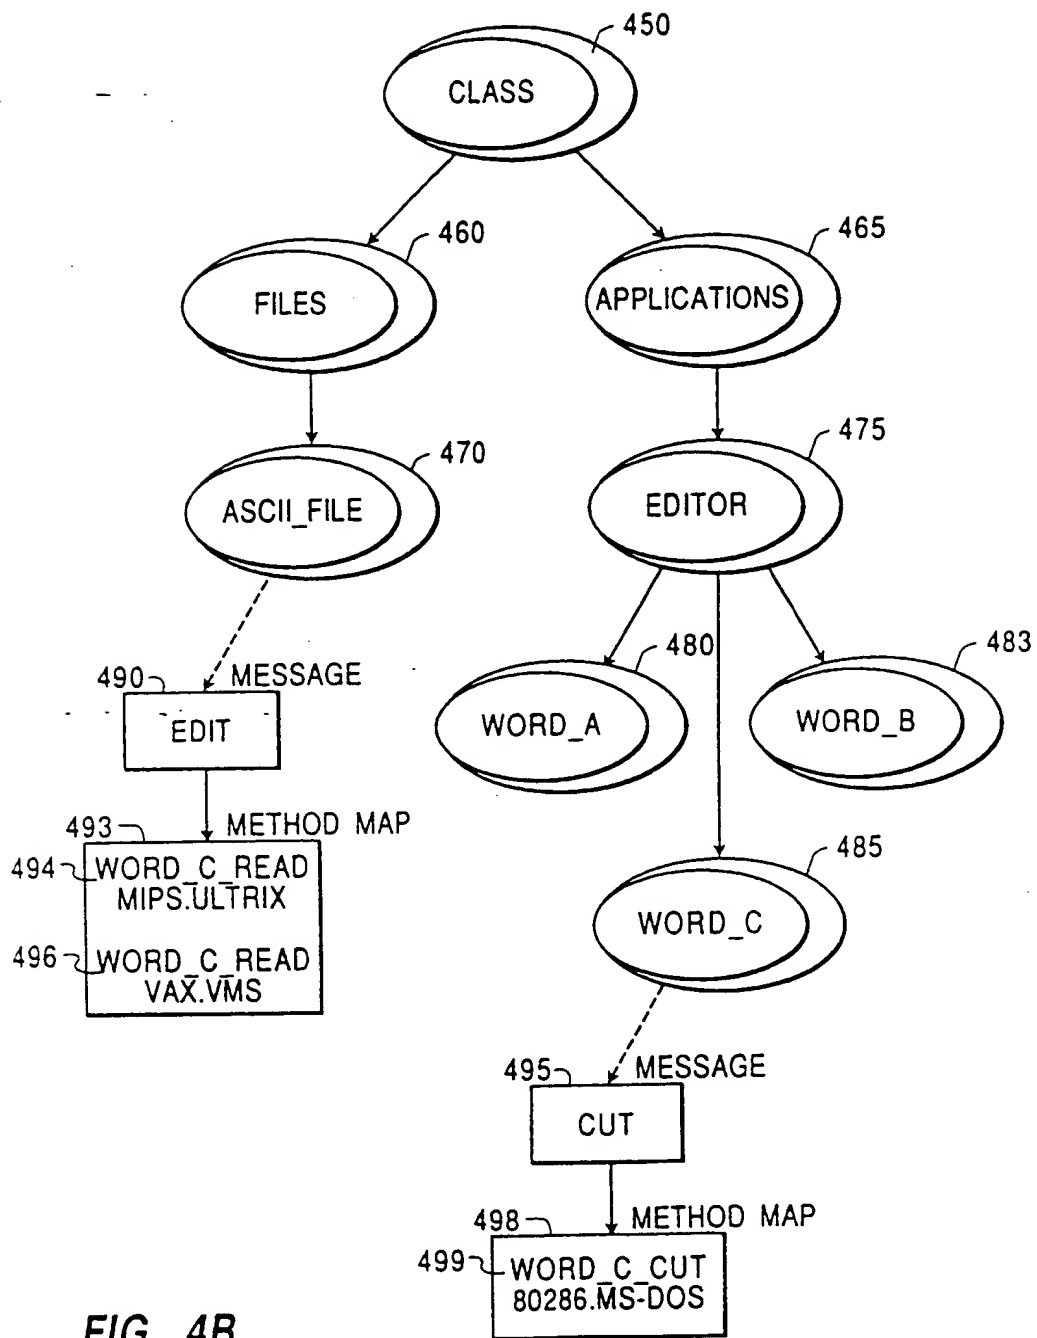 450
CLASS
460
465
FILES
APPLICATIONS
470
475
ASCII_FILE
EDITOR
490
MESSAGE
480
483
EDIT
WORD_A
WORD_B
493
METHOD MAP
494
WORD_C_READ
MIPS.ULTRIX
485
496
WORD_C_READ
VAX.VMS
WORD_C
495
MESSAGE
CUT
498
METHOD MAP
499
WORD_C_CUT
80286.MS-DOS
FIG. 4B